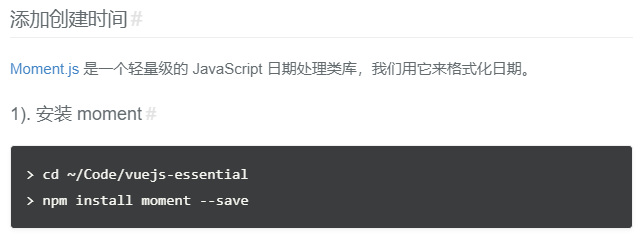 添加创建时间#
Moment.js 是一个轻量级的 JavaScript 日期处理类库，我们用它来格式化日期。
1). 安装 moment#
> cd ~/Code/vuejs-essential
> npm install moment --save